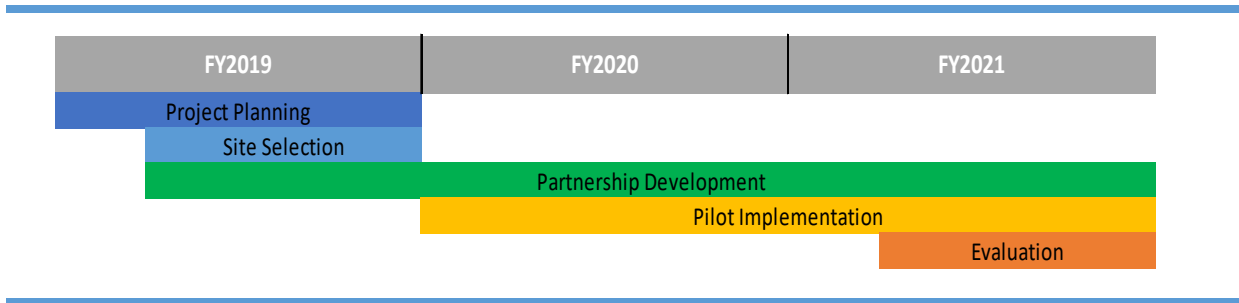 FY2019 FY2020 FY2021
Project Planning
Site Selection
Partnership Development
Pilot Implementation
Evaluation